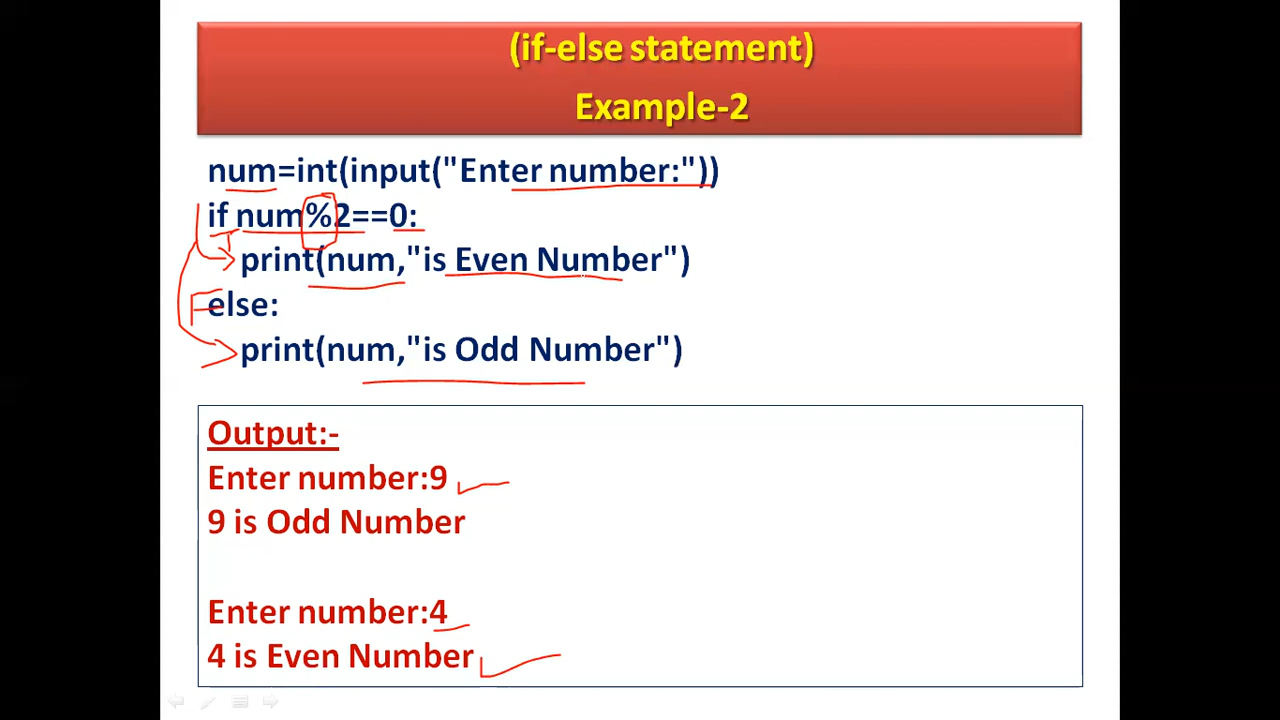 (if-else statement)
Example-2
num=int(input("Enter number:"))
if num%2==0:
print(num,"is Even Number")
else:
print(num,"is Odd Number")
Output:-
Enter number:9
9 is Odd Number
Enter number:4
4 is Even Number